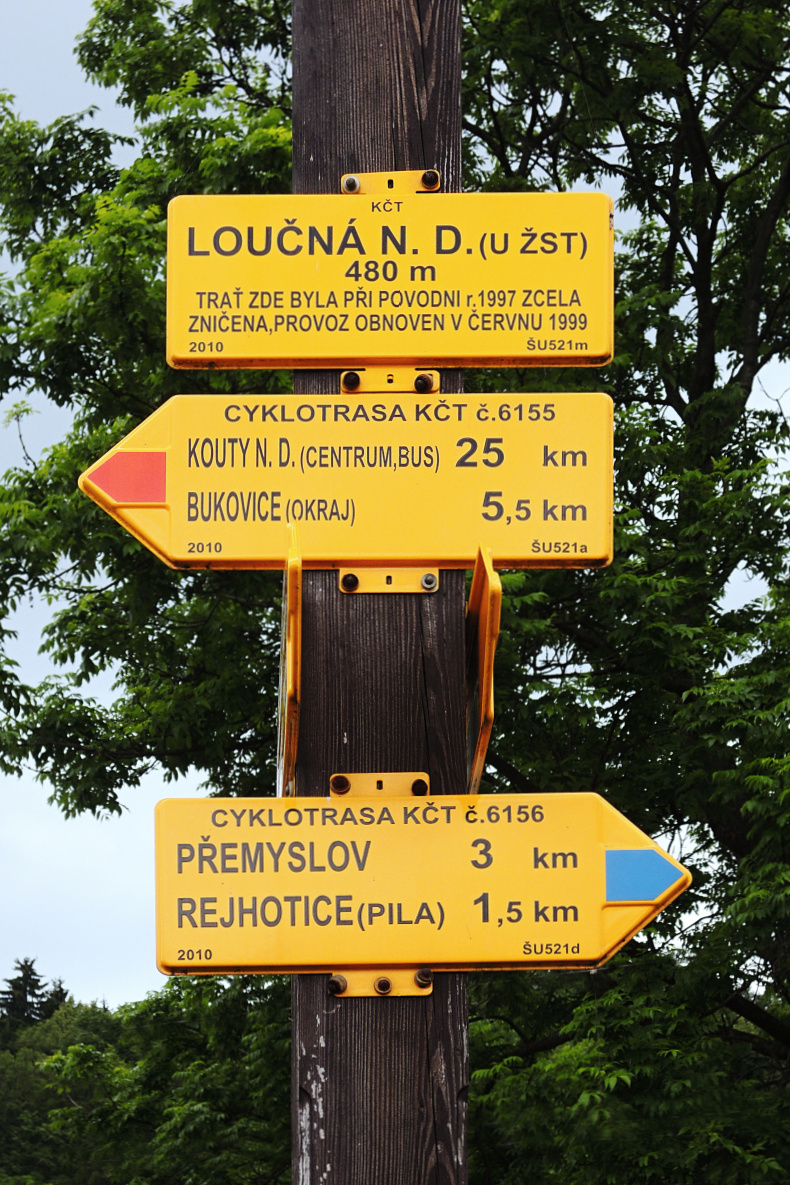 KČT
LOUČNÁ N. D. (U ŽST)
480 m
TRAŤ ZDE BYLA PŘI POVODNI r.1997 ZCELA
ZNIČENA,PROVOZ OBNOVEN V ČERVNU 1999
2010 ŠU521m
CYKLOTRASA KČT č.6155
KOUTY N. D. (CENTRUM,BUS) 25 km
BUKOVICE (OKRAJ) 5,5 km
2010 ŠU521a
CYKLOTRASA KČT č.6156
PŘEMYSLOV 3 km
REJHOTICE (PILA) 1,5 km
2010 ŠU521d